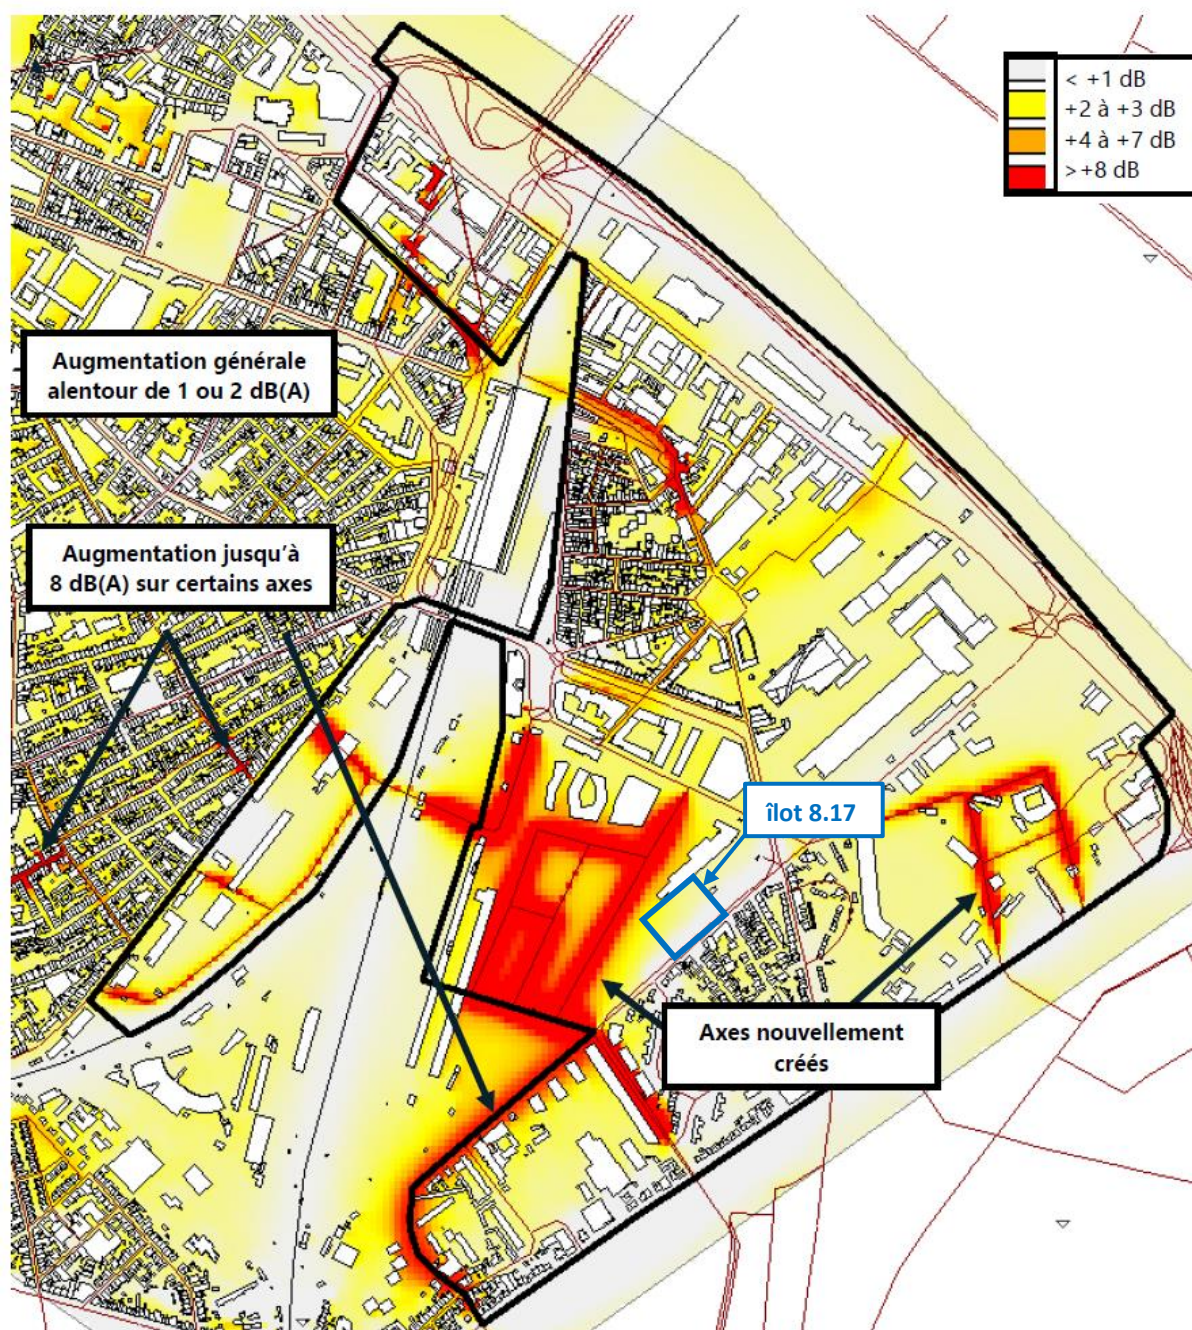 N
< +1 dB
+2 à +3 dB
+4 à +7 dB
>+8 dB
Augmentation générale
alentour de 1 ou 2 dB(A)
Augmentation jusqu'à
8 dB(A) sur certains axes
îlot 8.17
Axes nouvellement
créés